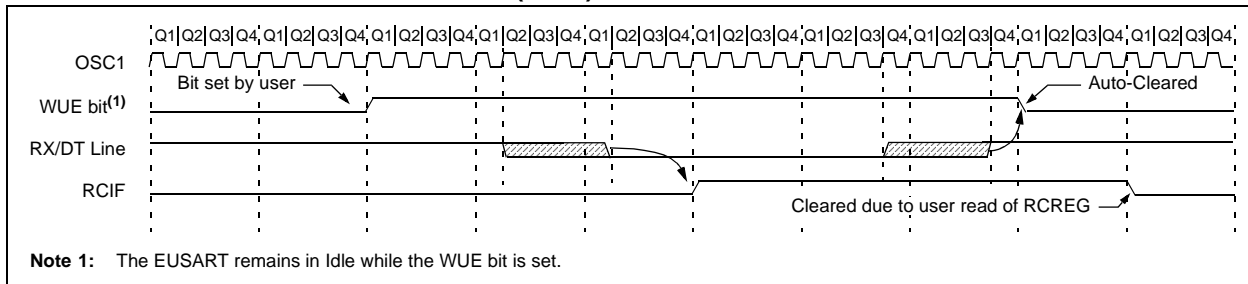 Q1 Q2 Q3 Q4 Q1 Q2 Q3 Q4 Q1 Q2 Q3 Q4 Q1 Q2 Q3 Q4 Q1 Q2 Q3 Q4 Q1 Q2 Q3 Q4 Q1 Q2 Q3 Q4 Q1 Q2 Q3 Q4 Q1 Q2 Q3 Q4 Q1 Q2 Q3 Q4
OSC1
Bit set by user Auto-Cleared
WUE bit(1)
RX/DT Line
RCIF
Cleared due to user read of RCREG
Note 1: The EUSART remains in Idle while the WUE bit is set.